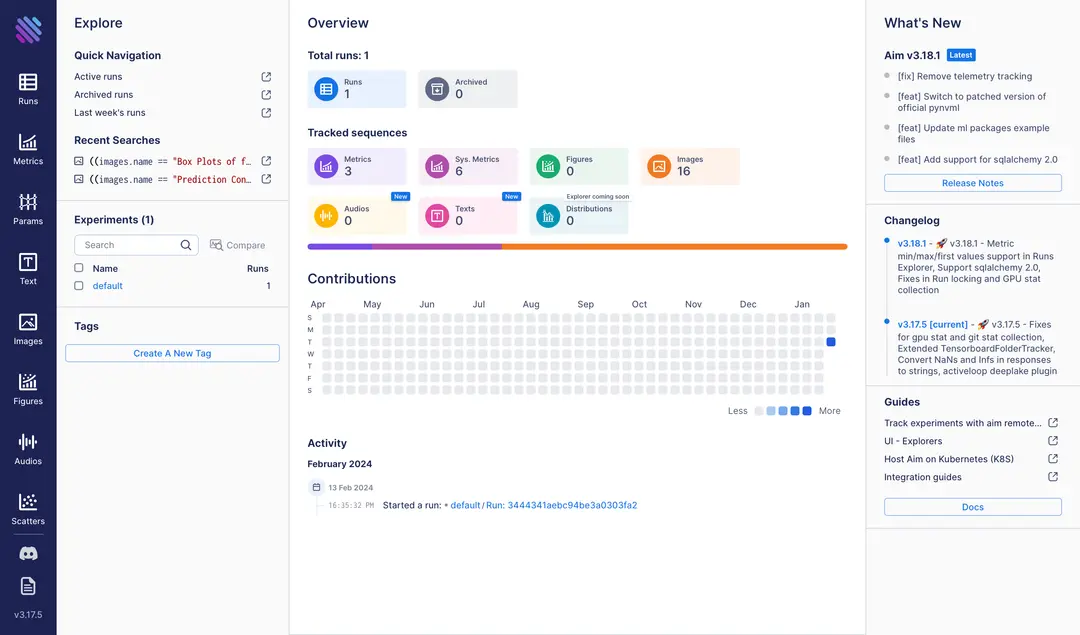 Runs
Metrics
Params
Text
Images
Figures
Audios
Scatters
v3.17.5
Explore
Quick Navigation
Active runs
Archived runs
Last week's runs
Recent Searches
((images.name == "Box Plots of f…
((images.name == "Prediction Con…
Experiments (1)
Search
Compare
Name Runs
default 1
Tags
Create A New Tag
Overview
Total runs: 1
Runs
1
Archived
0
Tracked sequences
Metrics
3
Sys. Metrics
6
Figures
0
Images
16
New
Audios
0
New
Texts
0
Explorer coming soon
Distributions
0
Contributions
Apr May Jun Jul Aug Sep Oct Nov Dec Jan
S
M
T
W
T
F
S
Less More
Activity
February 2024
13 Feb 2024
16:35:32 PM Started a run: default / Run: 3444341aebc94be3a0303fa2
What's New
Aim v3.18.1 Latest
[fix] Remove telemetry tracking
[feat] Switch to patched version of
official pynvml
[feat] Update ml packages example
files
[feat] Add support for sqlalchemy 2.0
Release Notes
Changelog
v3.18.1 - 🚀 v3.18.1 - Metric
min/max/first values support in Runs
Explorer, Support sqlalchemy 2.0,
Fixes in Run locking and GPU stat
collection
v3.17.5 [current] - 🚀 v3.17.5 - Fixes
for gpu stat and git stat collection,
Extended TensorboardFolderTracker,
Convert NaNs and Infs in responses
to strings, activeloop deeplake plugin
Guides
Track experiments with aim remote...
UI - Explorers
Host Aim on Kubernetes (K8S)
Integration guides
Docs